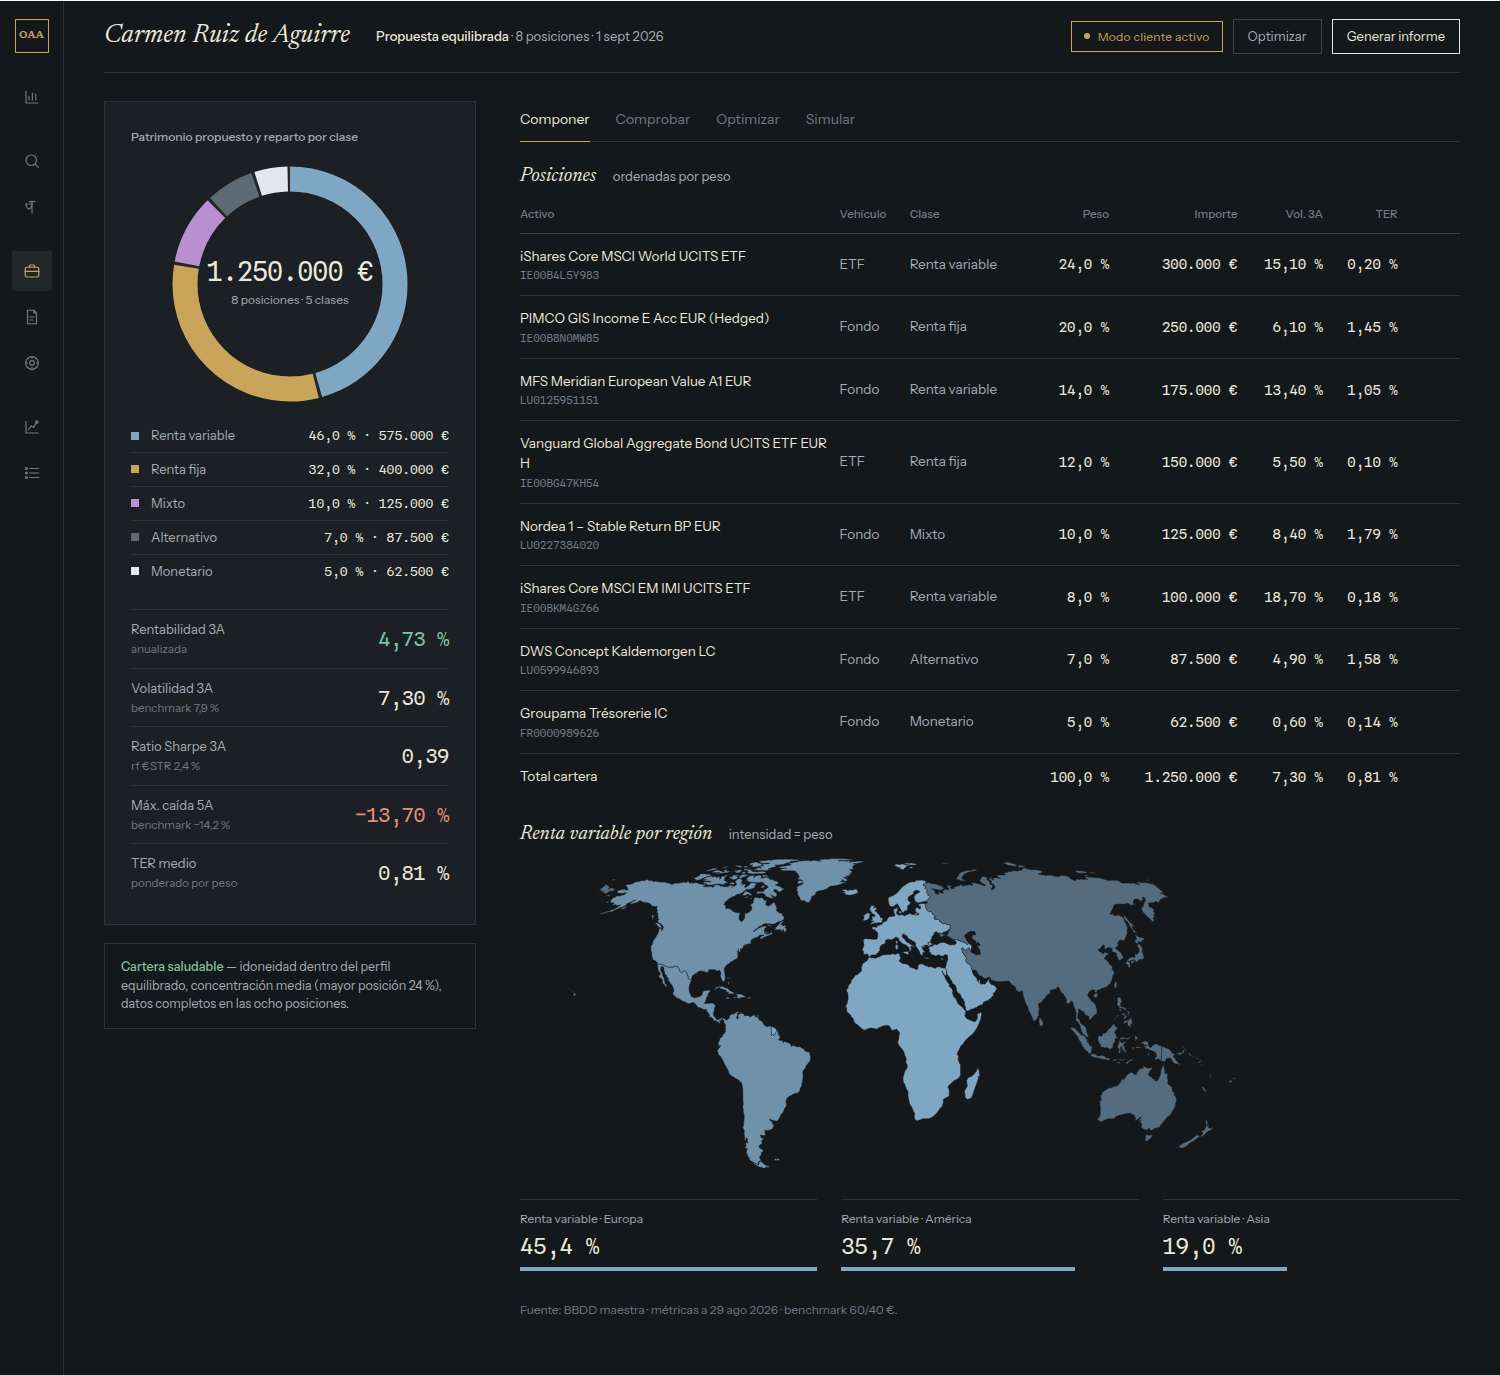 OAA
Carmen Ruiz de Aguirre
Propuesta equilibrada · 8 posiciones · 1 sept 2026
Modo cliente activo
Optimizar
Generar informe
Patrimonio propuesto y reparto por clase
1.250.000 €
8 posiciones · 5 clases
Renta variable 46,0 % · 575.000 €
Renta fija 32,0 % · 400.000 €
Mixto 10,0 % · 125.000 €
Alternativo 7,0 % · 87.500 €
Monetario 5,0 % · 62.500 €
Rentabilidad 3A
anualizada
4,73 %
Volatilidad 3A
benchmark 7,9 %
7,30 %
Ratio Sharpe 3A
rf €STR 2,4 %
0,39
Máx. caída 5A
benchmark −14,2 %
−13,70 %
TER medio
ponderado por peso
0,81 %
Cartera saludable — idoneidad dentro del perfil
equilibrado, concentración media (mayor posición 24 %),
datos completos en las ocho posiciones.
Componer Comprobar Optimizar Simular
Posiciones ordenadas por peso
Activo Vehículo Clase Peso Importe Vol. 3A TER
iShares Core MSCI World UCITS ETF
IE00B4L5Y983
ETF Renta variable 24,0 % 300.000 € 15,10 % 0,20 %
PIMCO GIS Income E Acc EUR (Hedged)
IE00B8N0MW85
Fondo Renta fija 20,0 % 250.000 € 6,10 % 1,45 %
MFS Meridian European Value A1 EUR
LU0125951151
Fondo Renta variable 14,0 % 175.000 € 13,40 % 1,05 %
Vanguard Global Aggregate Bond UCITS ETF EUR
H
IE00BG47KH54
ETF Renta fija 12,0 % 150.000 € 5,50 % 0,10 %
Nordea 1 – Stable Return BP EUR
LU0227384020
Fondo Mixto 10,0 % 125.000 € 8,40 % 1,79 %
iShares Core MSCI EM IMI UCITS ETF
IE00BKM4GZ66
ETF Renta variable 8,0 % 100.000 € 18,70 % 0,18 %
DWS Concept Kaldemorgen LC
LU0599946893
Fondo Alternativo 7,0 % 87.500 € 4,90 % 1,58 %
Groupama Trésorerie IC
FR0000989626
Fondo Monetario 5,0 % 62.500 € 0,60 % 0,14 %
Total cartera 100,0 % 1.250.000 € 7,30 % 0,81 %
Renta variable por región intensidad = peso
Renta variable · Europa
45,4 %
Renta variable · América
35,7 %
Renta variable · Asia
19,0 %
Fuente: BBDD maestra · métricas a 29 ago 2026 · benchmark 60/40 €.